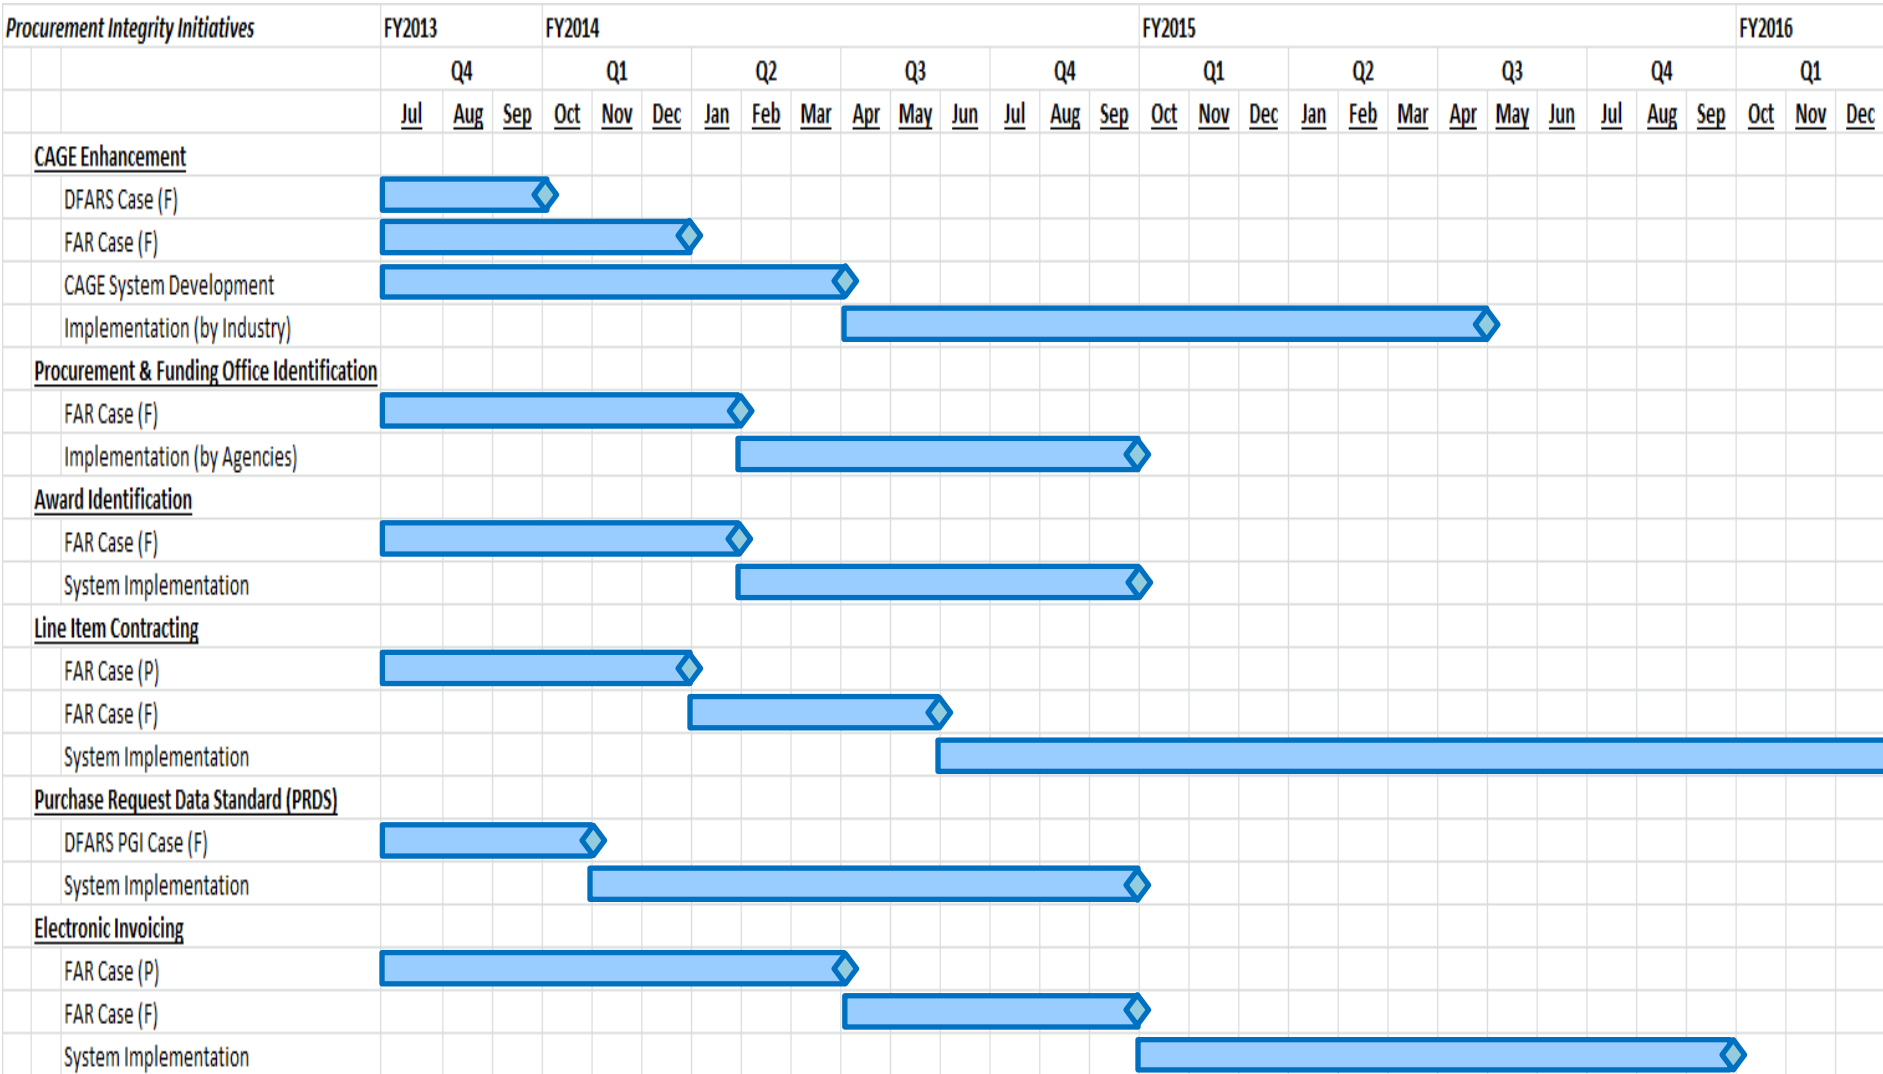 Procurement Integrity Initiatives FY2013 FY2014 FY2015 FY2016
Q4 Q1 Q2 Q3 Q4 Q1 Q2 Q3 Q4 Q1
Jul Aug Sep Oct Nov Dec Jan Feb Mar Apr May Jun Jul Aug Sep Oct Nov Dec Jan Feb Mar Apr May Jun Jul Aug Sep Oct Nov Dec
CAGE Enhancement
DFARS Case (F)
FAR Case (F)
CAGE System Development
Implementation (by Industry)
Procurement & Funding Office Identification
FAR Case (F)
Implementation (by Agencies)
Award Identification
FAR Case (F)
System Implementation
Line Item Contracting
FAR Case (P)
FAR Case (F)
System Implementation
Purchase Request Data Standard (PRDS)
DFARS PGI Case (F)
System Implementation
Electronic Invoicing
FAR Case (P)
FAR Case (F)
System Implementation